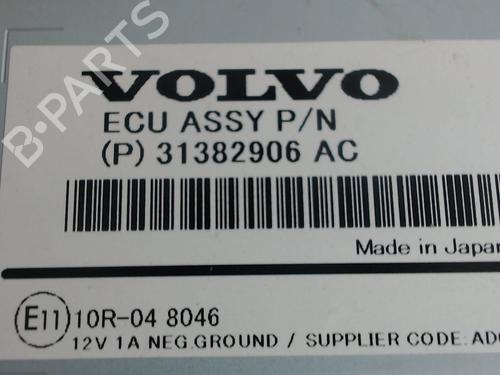 VOLVO
ECU ASSY P/N
(P) 31382906 AC
Made in Japan
E11 10R-04 8046
12V 1A NEG.GROUND / SUPPLIER CODE: AD
B-PARTS